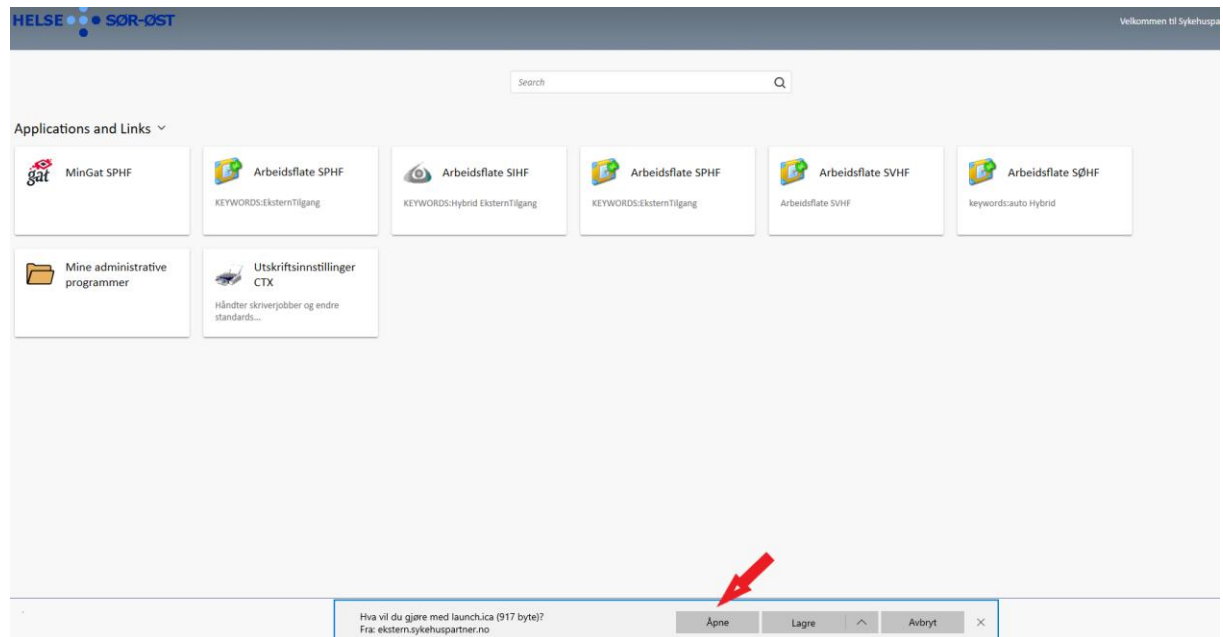 HELSE SØR-ØST
Velkommen til Sykehuspa
Search
Applications and Links
gat
MinGat SPHF
Arbeidsflate SPHF
KEYWORDS:EksternTilgang
Arbeidsflate SIHF
KEYWORDS:Hybrid EksternTilgang
Arbeidsflate SPHF
KEYWORDS:EksternTilgang
Arbeidsflate SVHF
Arbeidsflate SVHF
Arbeidsflate SØHF
keywords:auto Hybrid
Mine administrative
programmer
Utskriftsinnstillinger
CTX
Håndter skriverjobber og endre
standards...
Hva vil du gjøre med launch.ica (917 byte)?
Fra: ekstern.sykehuspartner.no
Åpne
Lagre
Avbryt